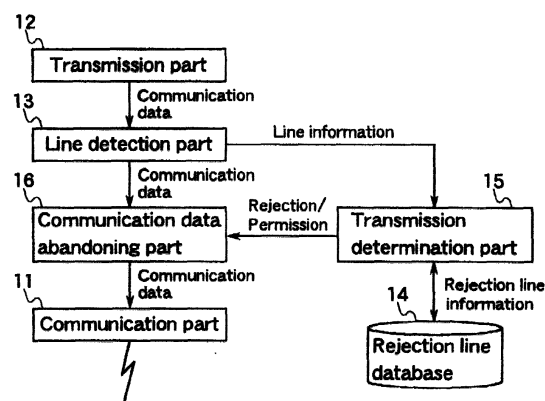 12
Transmission part
Communication
data
13
Line detection part
Line information
Communication
data
16
Communication data
abandoning part
Rejection/
Permission
15
Transmission
determination part
Communication
data
11
Communication part
Rejection line
information
14
Rejection line
database